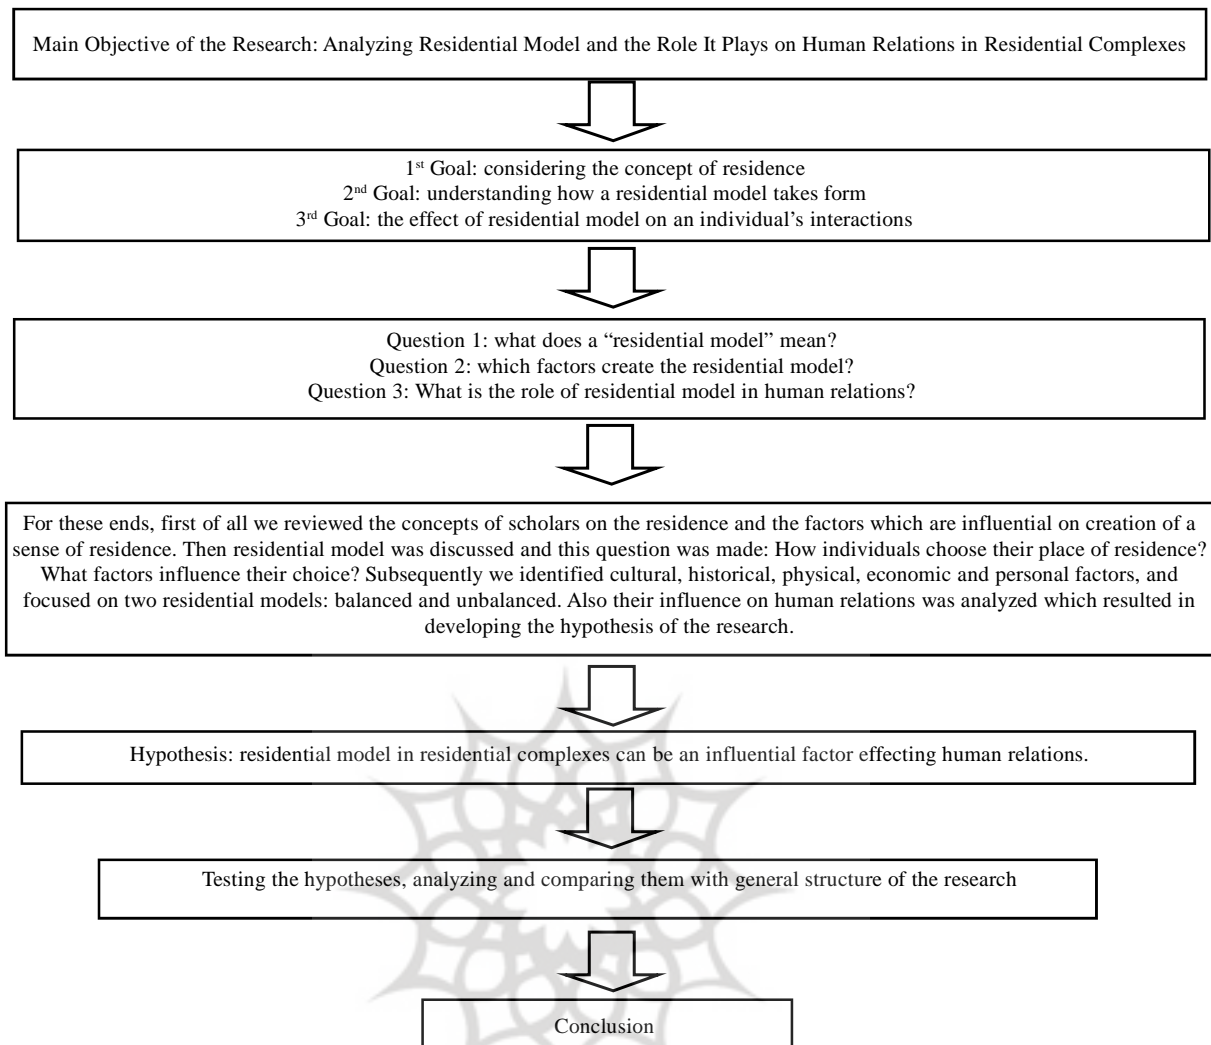 Main Objective of the Research: Analyzing Residential Model and the Role It Plays on Human Relations in Residential Complexes
1st Goal: considering the concept of residence
2nd Goal: understanding how a residential model takes form
3rd Goal: the effect of residential model on an individual’s interactions
Question 1: what does a “residential model” mean?
Question 2: which factors create the residential model?
Question 3: What is the role of residential model in human relations?
For these ends, first of all we reviewed the concepts of scholars on the residence and the factors which are influential on creation of a
sense of residence. Then residential model was discussed and this question was made: How individuals choose their place of residence?
What factors influence their choice? Subsequently we identified cultural, historical, physical, economic and personal factors, and
focused on two residential models: balanced and unbalanced. Also their influence on human relations was analyzed which resulted in
developing the hypothesis of the research.
Hypothesis: residential model in residential complexes can be an influential factor effecting human relations.
Testing the hypotheses, analyzing and comparing them with general structure of the research
Conclusion